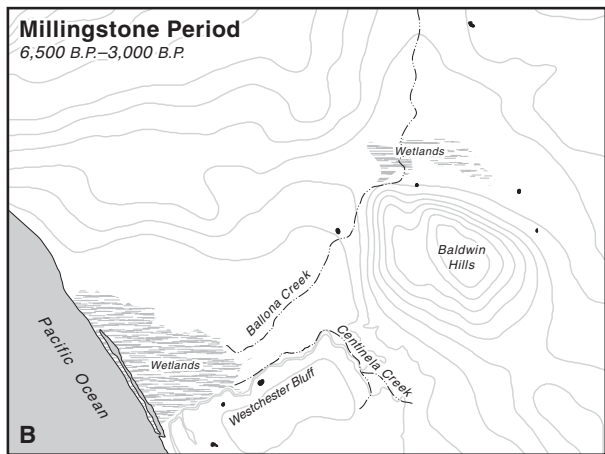 Millingstone Period
6,500 B.P.–3,000 B.P.
Wetlands
Baldwin
Hills
Ballona Creek
Centinela Creek
Pacific Ocean
Wetlands
Westchester Bluff
B